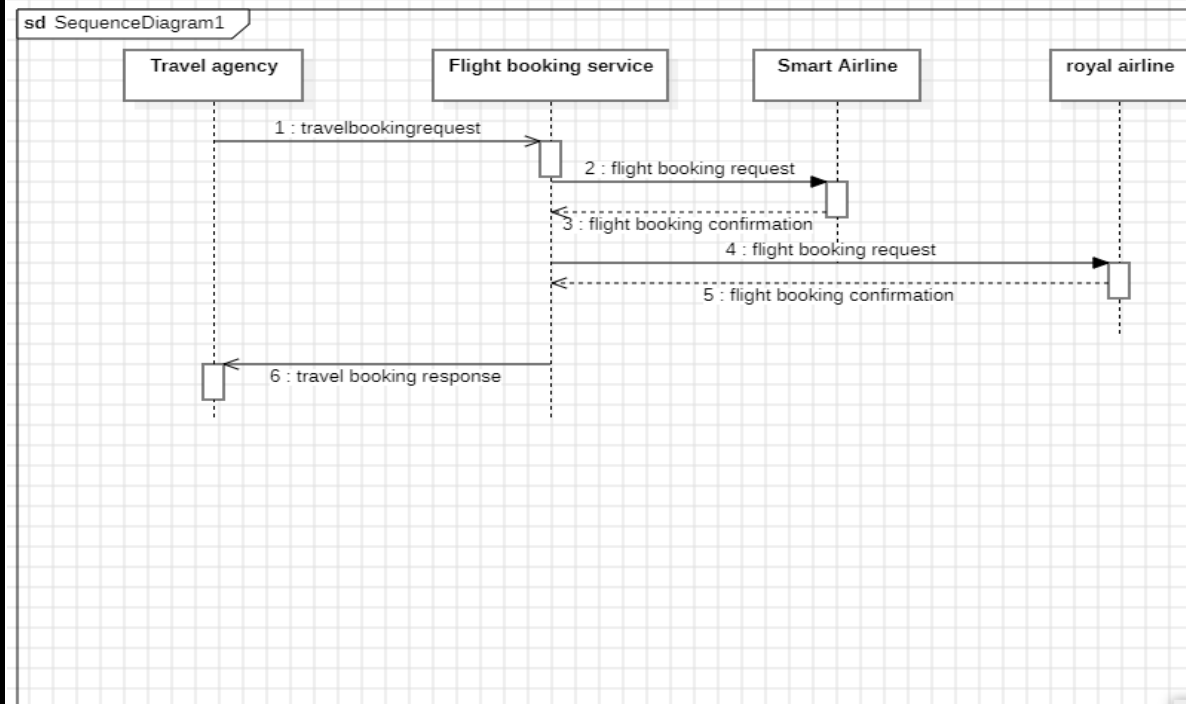 sd SequenceDiagram1
Travel agency
Flight booking service
Smart Airline
royal airline
1 : travelbookingrequest
2 : flight booking request
3 : flight booking confirmation
4 : flight booking request
5 : flight booking confirmation
6 : travel booking response